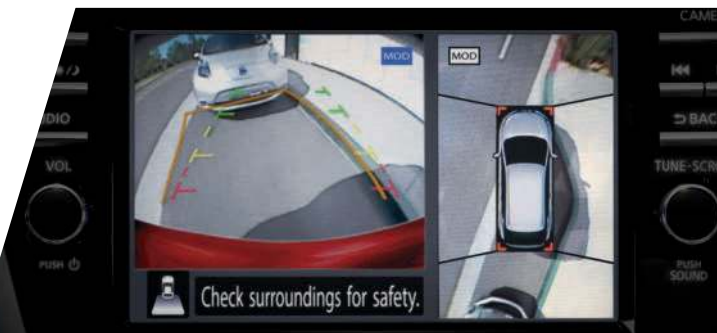 CAME
MOD
MOD
DIO
BAC
VOL
TUNE-SCR
PUSH
PUSH
SOUND
Check surroundings for safety.